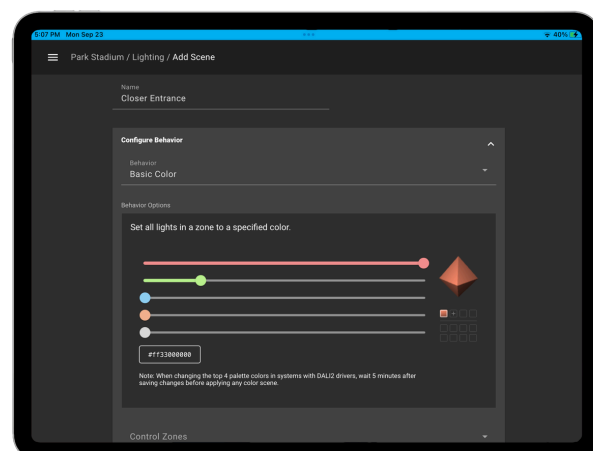 5:07 PM Mon Sep 23
40%
Park Stadium / Lighting / Add Scene
Name
Closer Entrance
Configure Behavior
Behavior
Basic Color
Behavior Options
Set all lights in a zone to a specified color.
#ff33000000
Note: When changing the top 4 palette colors in systems with DALI2 drivers, wait 5 minutes after
saving changes before applying any color scene.
Control Zones